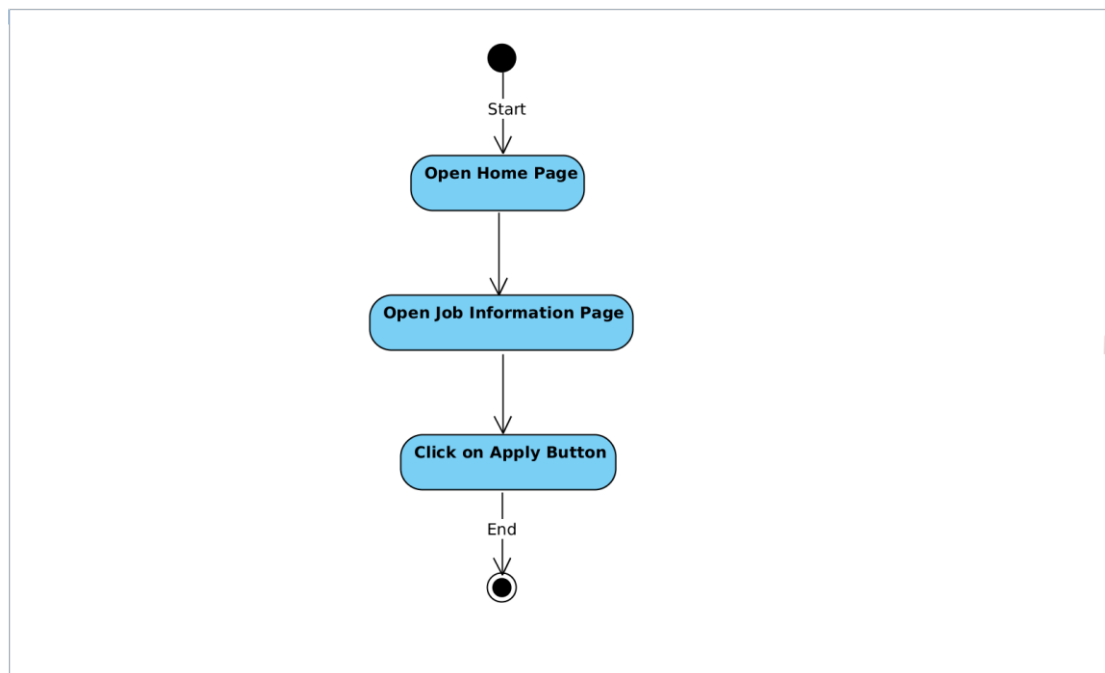 Start
Open Home Page
Open Job Information Page
Click on Apply Button
End